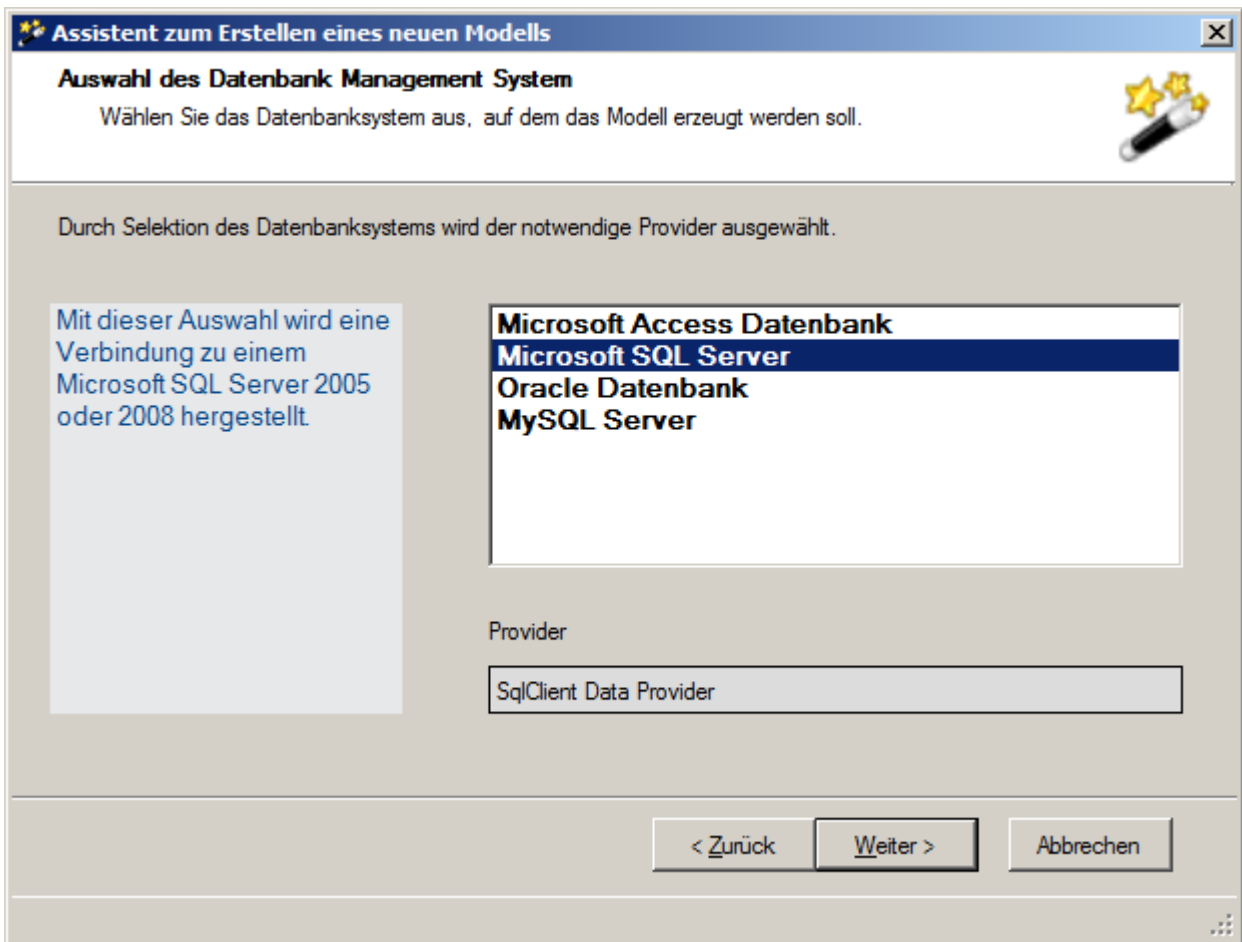 Assistent zum Erstellen eines neuen Modells
Auswahl des Datenbank Management System
Wählen Sie das Datenbanksystem aus, auf dem das Modell erzeugt werden soll.
Durch Selektion des Datenbanksystems wird der notwendige Provider ausgewählt.
Mit dieser Auswahl wird eine
Verbindung zu einem
Microsoft SQL Server 2005
oder 2008 hergestellt.
Microsoft Access Datenbank
Microsoft SQL Server
Oracle Datenbank
MySQL Server
Provider
SqlClient Data Provider
< Zurück
Weiter >
Abbrechen